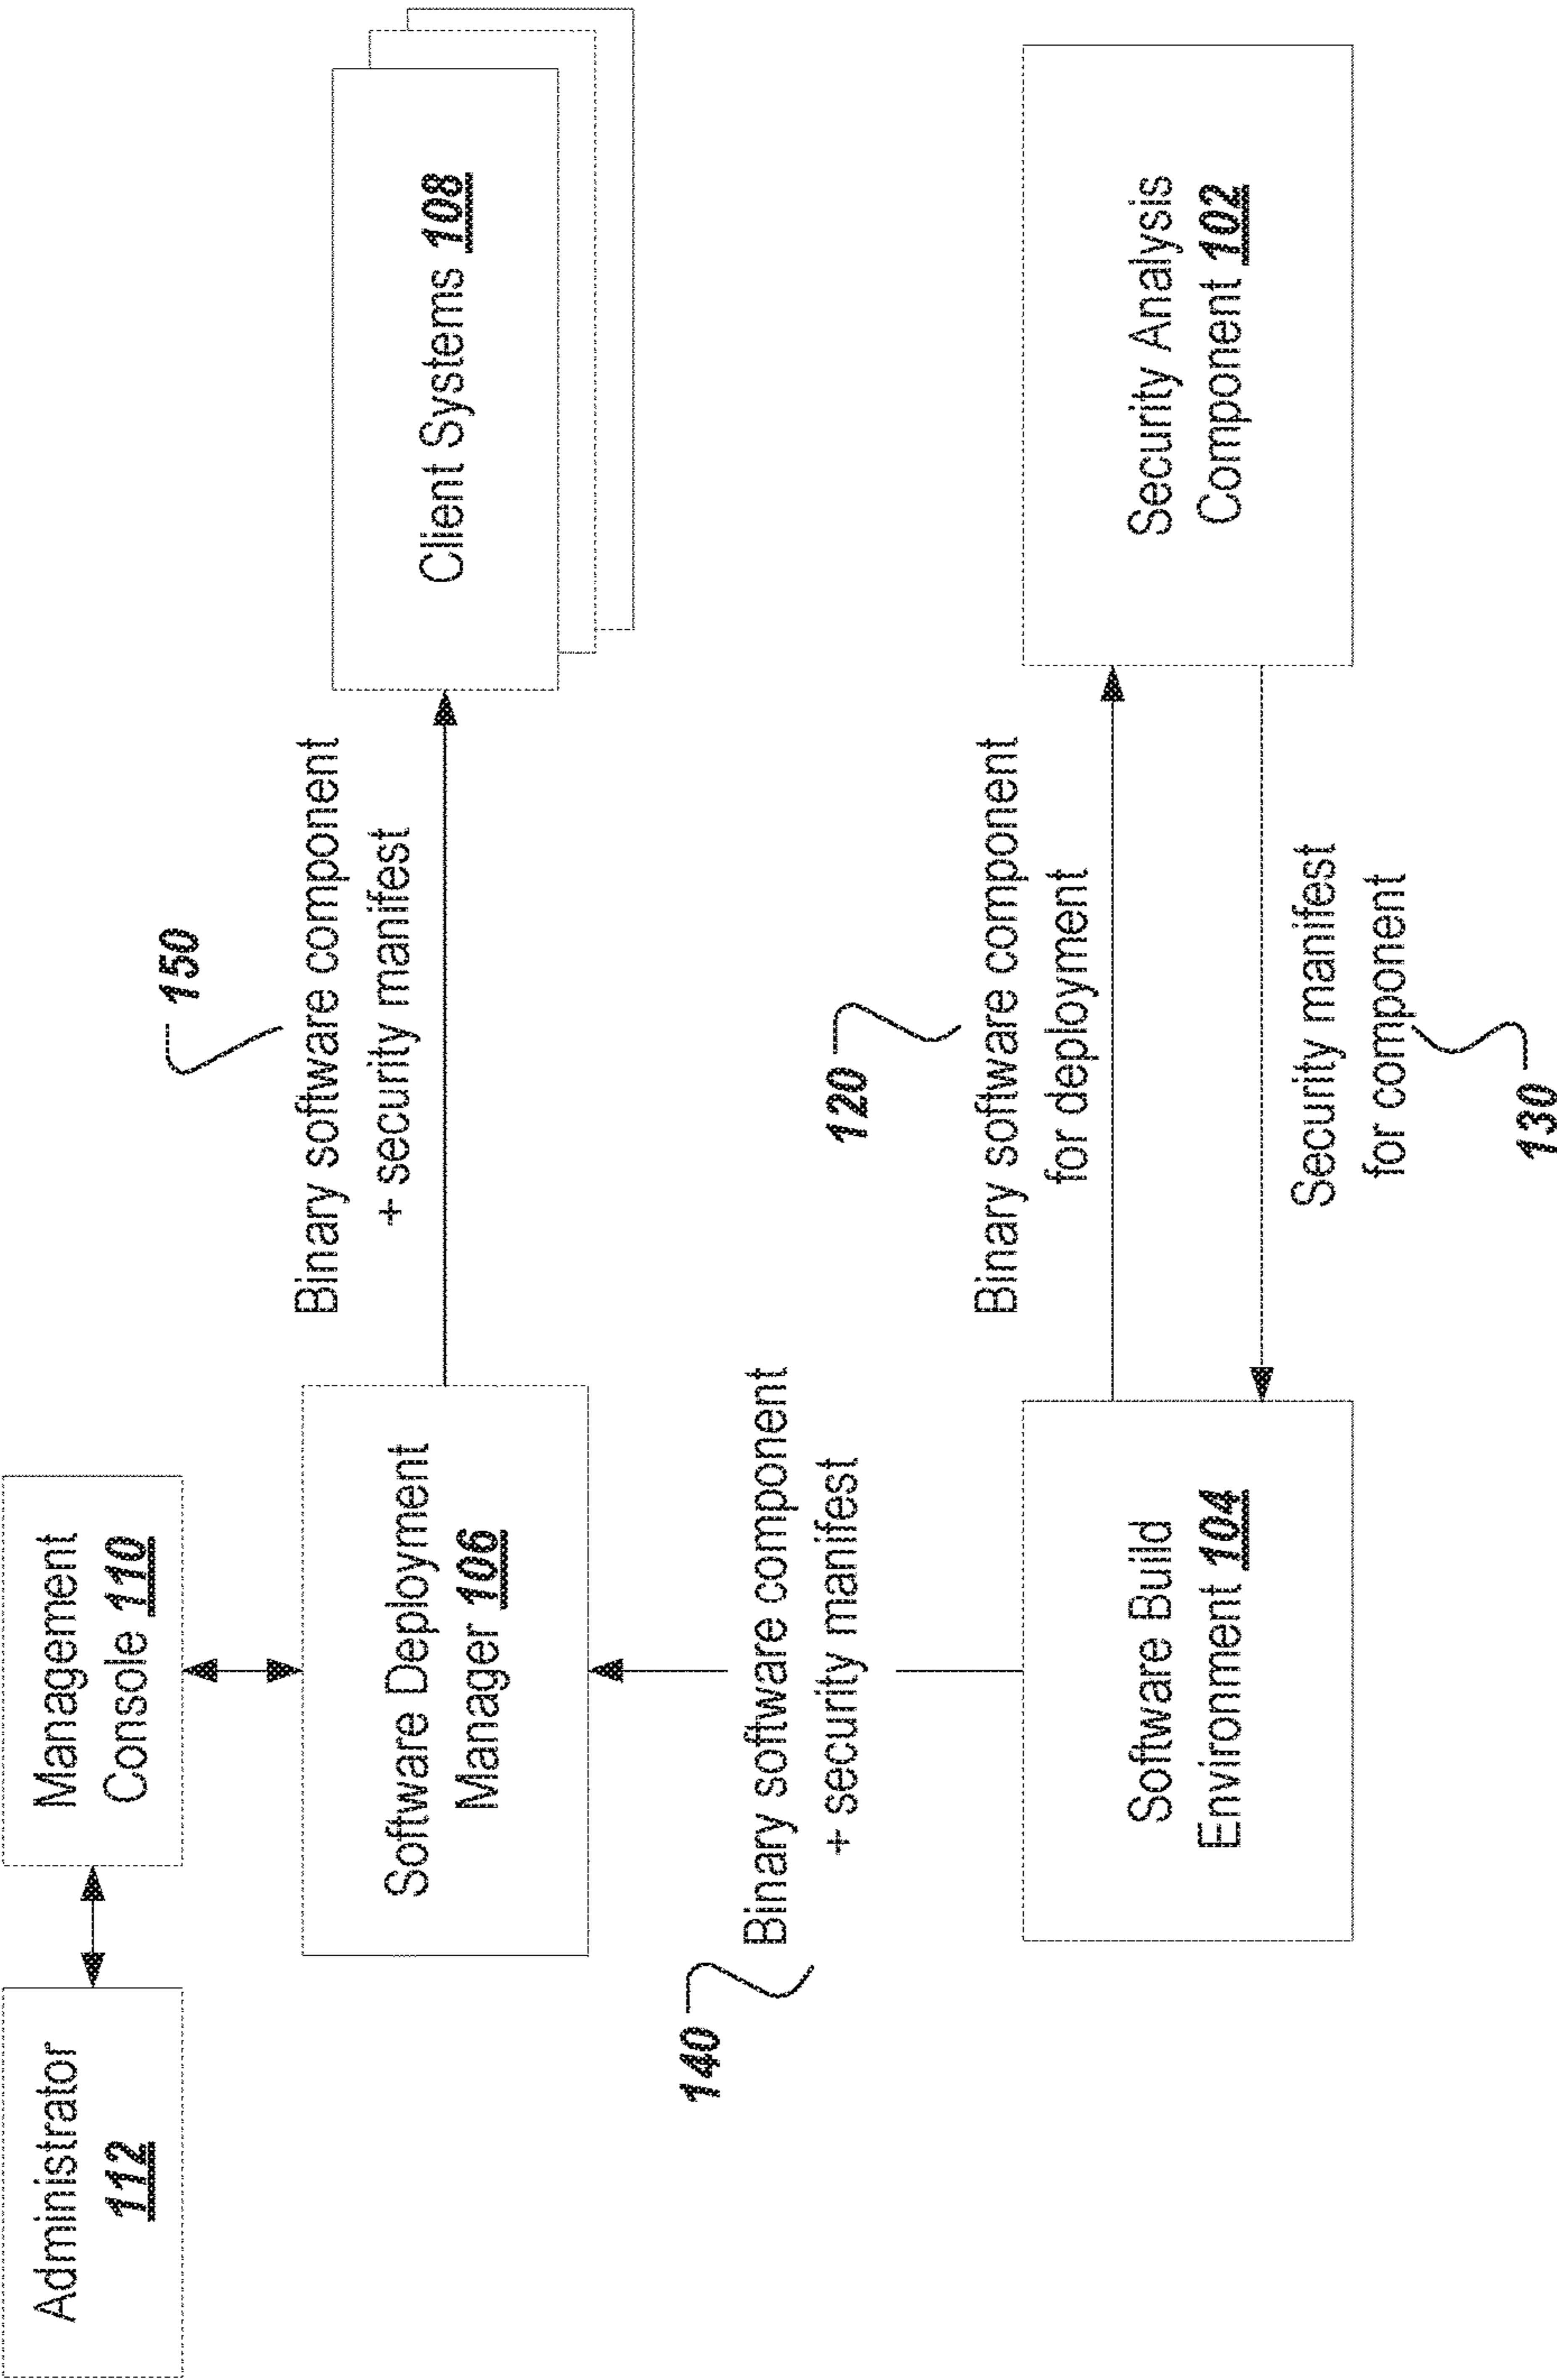 Administrator
112
Management
Console 110
Software Deployment
Manager 106
150
Binary software component
+ security manifest
Client Systems 108
140
Binary software component
+ security manifest
120
Binary software component
for deployment
Software Build
Environment 104
Security Analysis
Component 102
Security manifest
for component
130